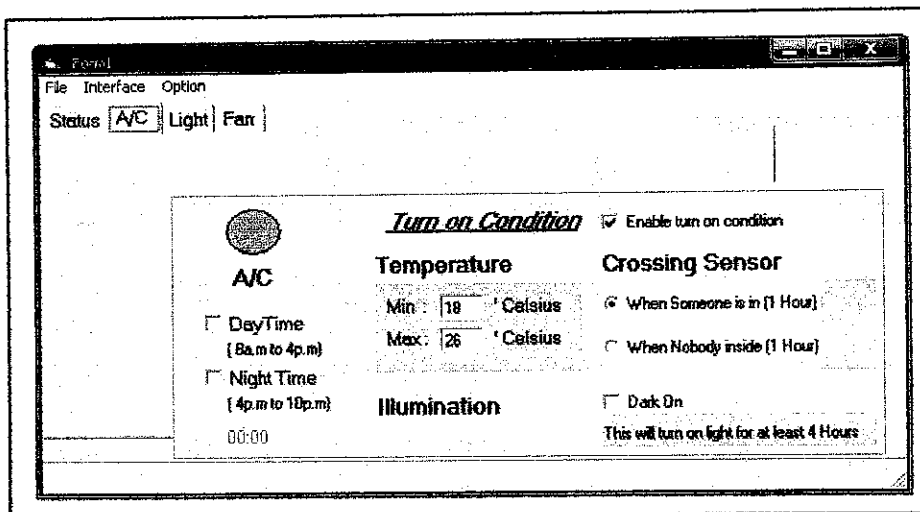 Form1
File Interface Option
Status A/C Light Fan
Turn on Condition
Enable turn on condition
A/C
Temperature
Crossing Sensor
Min : 18 ' Celsius
When Someone is in (1 Hour)
DayTime
(8a.m to 4p.m)
Max : 26 ' Celsius
When Nobody inside (1 Hour)
Night Time
(4p.m to 10p.m)
Illumination
Dark On
00:00
This will turn on light for at least 4 Hours